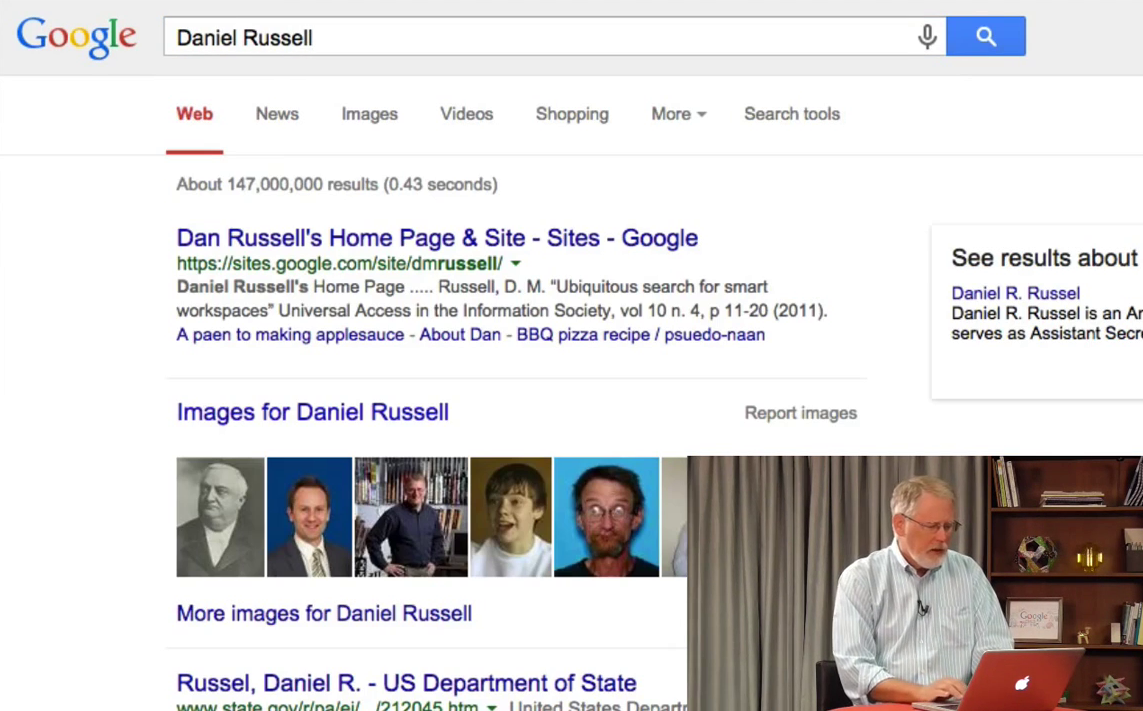 Google
Daniel Russell
Web News Images Videos Shopping More Search tools
About 147,000,000 results (0.43 seconds)
Dan Russell's Home Page & Site - Sites - Google
https://sites.google.com/site/dmrussell/
Daniel Russell's Home Page ..... Russell, D. M. “Ubiquitous search for smart
workspaces” Universal Access in the Information Society, vol 10 n. 4, p 11-20 (2011).
A paen to making applesauce - About Dan - BBQ pizza recipe / psuedo-naan
See results about
Daniel R. Russel
Daniel R. Russel is an Am
serves as Assistant Secre
Images for Daniel Russell
Report images
More images for Daniel Russell
Google
Russel, Daniel R. - US Department of State
www.state.gov/r/pa/ei/.../212045.htm United States Departm